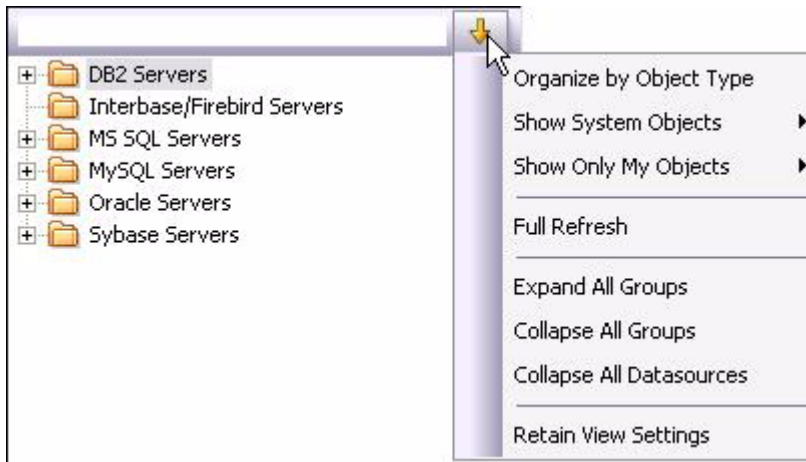 DB2 Servers
Interbase/Firebird Servers
MS SQL Servers
MySQL Servers
Oracle Servers
Sybase Servers
Organize by Object Type
Show System Objects
Show Only My Objects
Full Refresh
Expand All Groups
Collapse All Groups
Collapse All Datasources
Retain View Settings